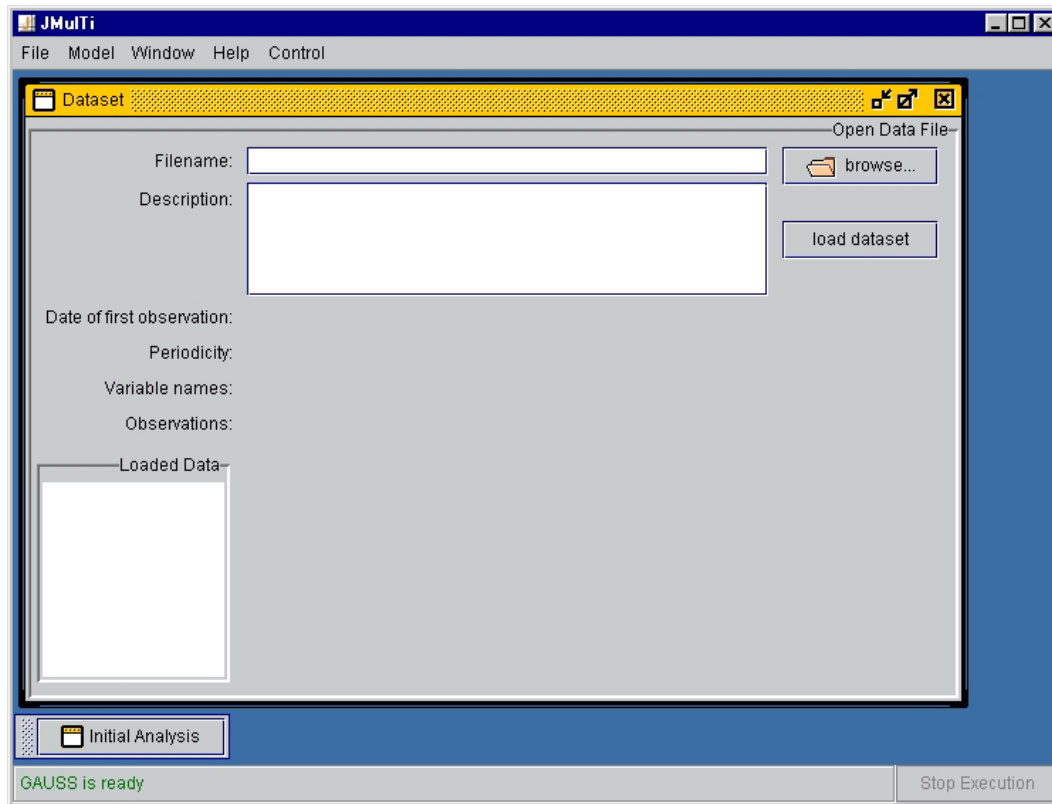 JMulTi
File Model Window Help Control
Dataset
Open Data File
Filename:
browse...
Description:
load dataset
Date of first observation:
Periodicity:
Variable names:
Observations:
Loaded Data
Initial Analysis
GAUSS is ready
Stop Execution